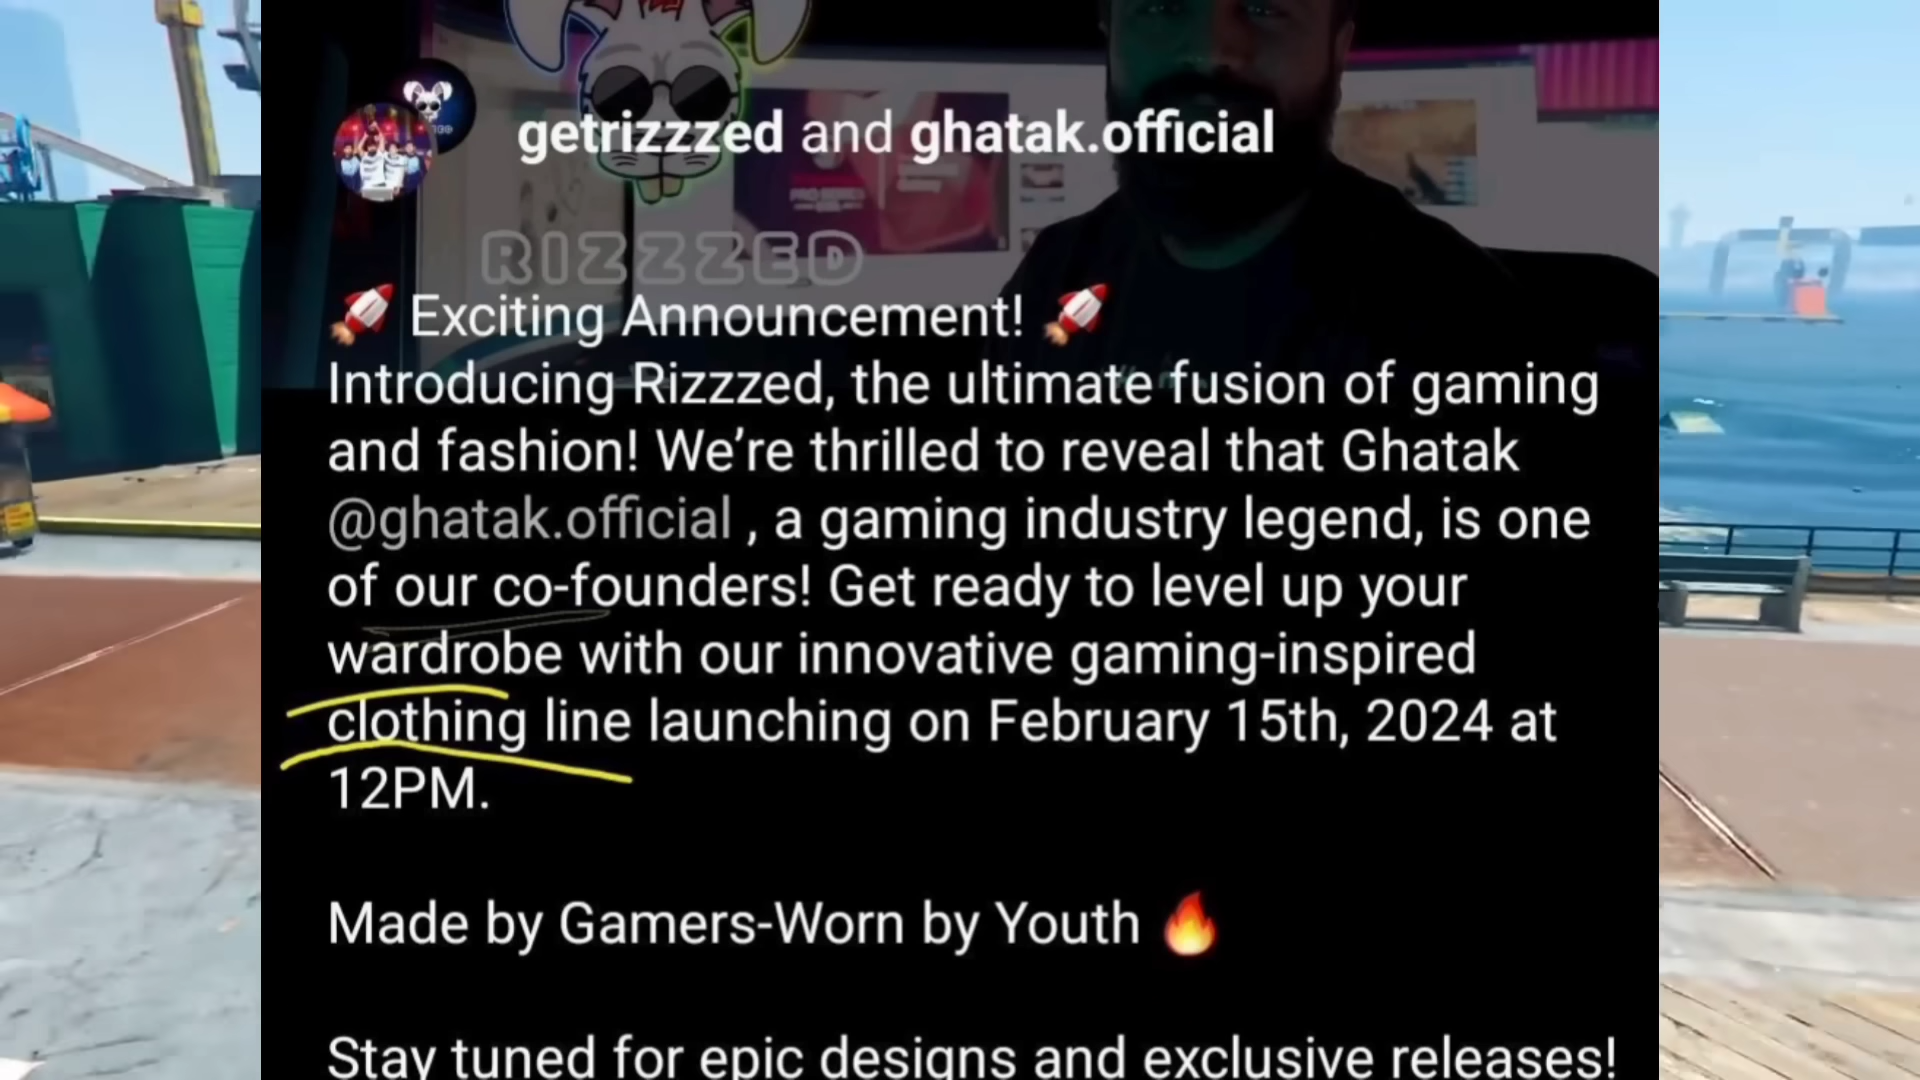 getrizzzed and ghatak.official
RIZZZED
🚀 Exciting Announcement! 🚀
Introducing Rizzzed, the ultimate fusion of gaming
and fashion! We’re thrilled to reveal that Ghatak
@ghatak.official , a gaming industry legend, is one
of our co-founders! Get ready to level up your
wardrobe with our innovative gaming-inspired
clothing line launching on February 15th, 2024 at
12PM.
Made by Gamers-Worn by Youth 🔥
Stay tuned for epic designs and exclusive releases!